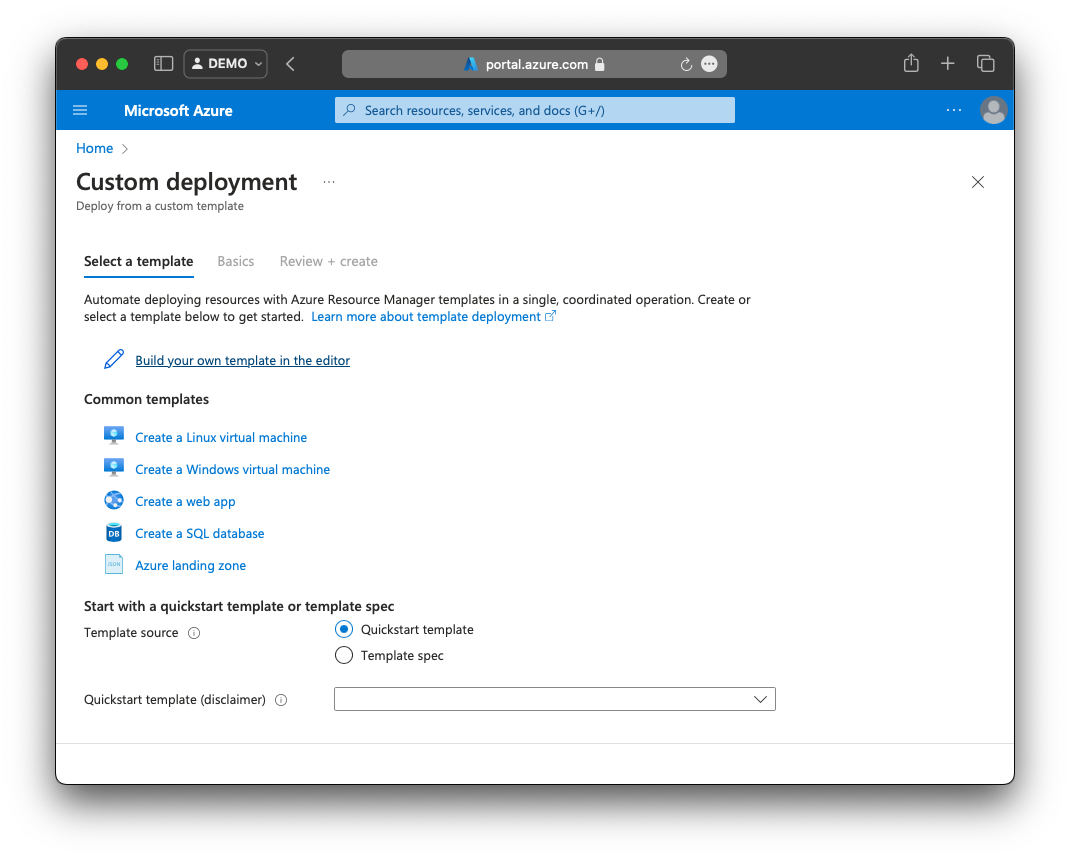 DEMO
portal.azure.com
Microsoft Azure
Search resources, services, and docs (G+/)
Home
Custom deployment
Deploy from a custom template
Select a template Basics Review + create
Automate deploying resources with Azure Resource Manager templates in a single, coordinated operation. Create or
select a template below to get started. Learn more about template deployment
Build your own template in the editor
Common templates
Create a Linux virtual machine
Create a Windows virtual machine
Create a web app
DB Create a SQL database
JSON Azure landing zone
Start with a quickstart template or template spec
Template source Quickstart template
Template spec
Quickstart template (disclaimer)